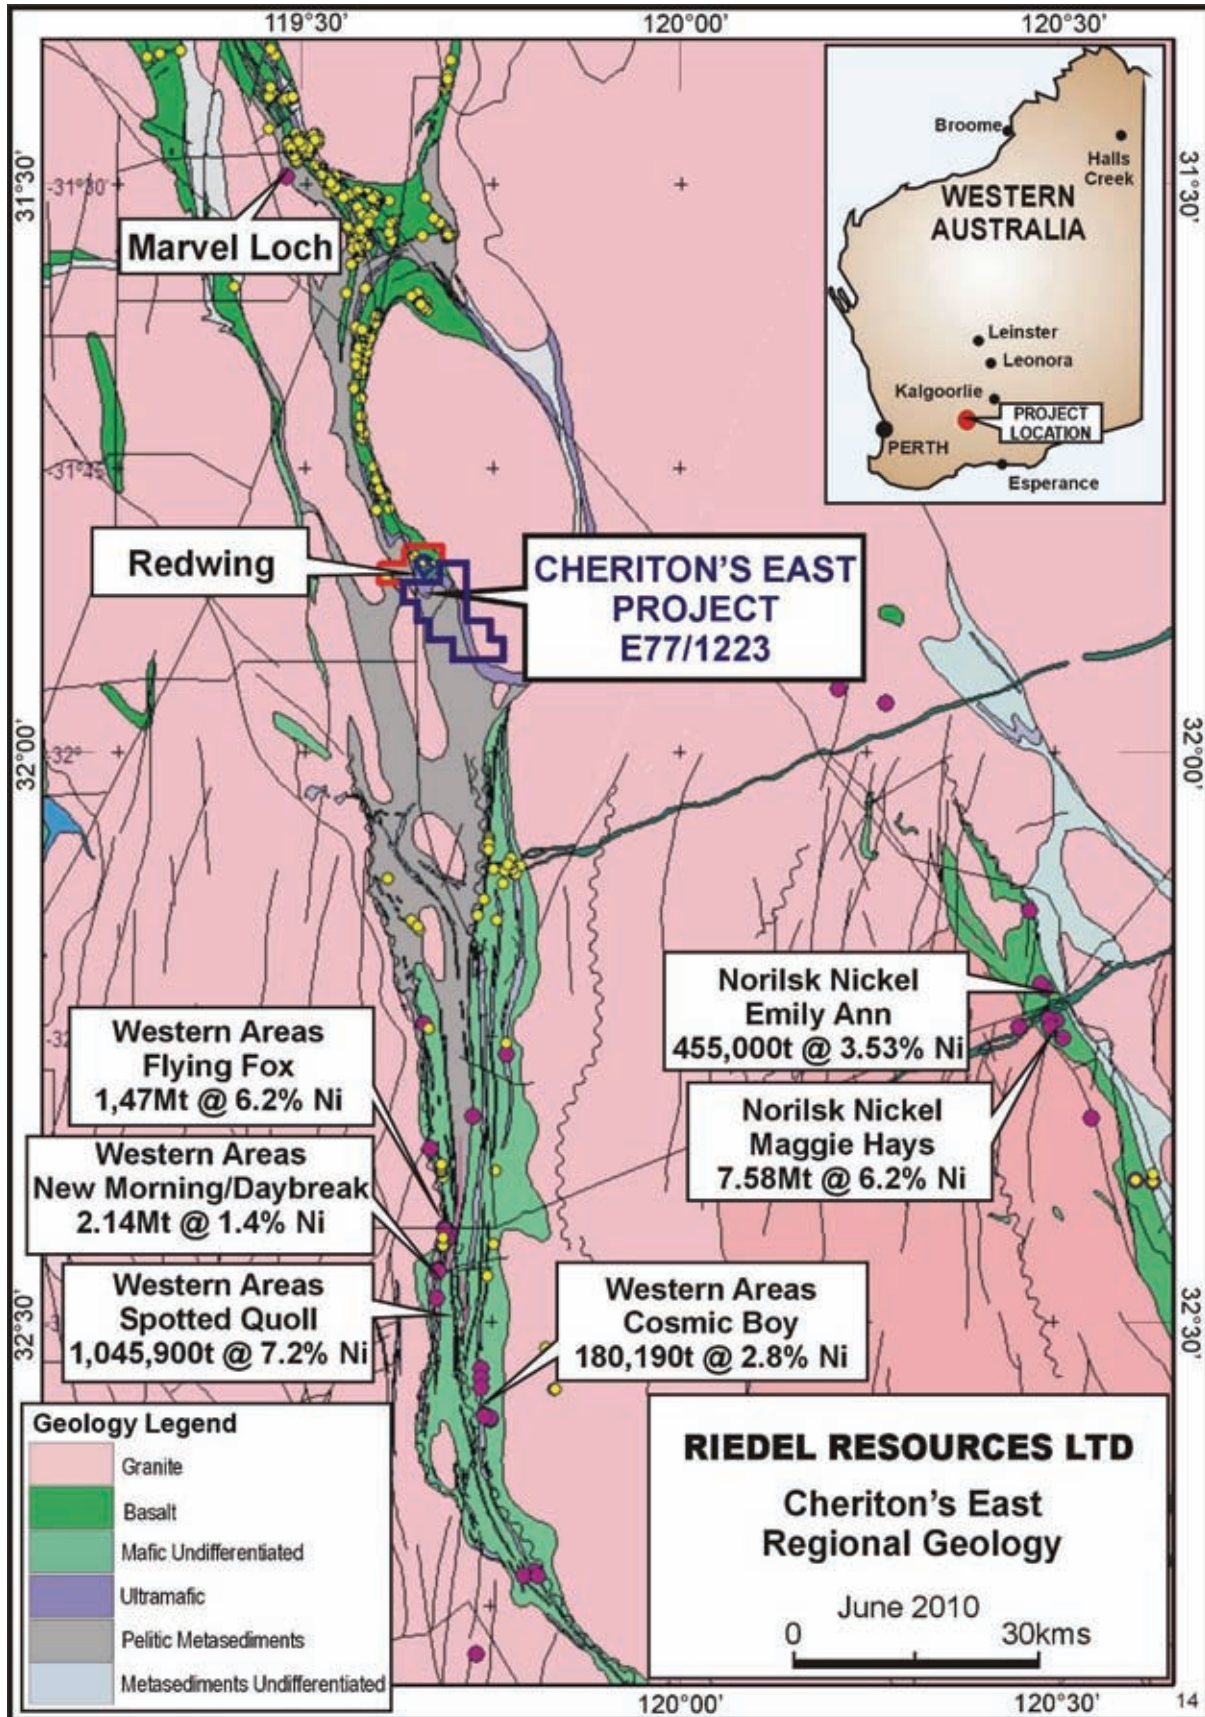 119°30'
120°00'
120°30'
31°30'
-31°30'
31°30'
Broome
Halls
Creek
WESTERN
AUSTRALIA
Marvel Loch
Leinster
Leonora
Kalgoorlie
PROJECT
LOCATION
PERTH
Esperance
-31°45'
Redwing
CHERITON'S EAST
PROJECT
E77/1223
32°00'
-32°
32°00'
Norilsk Nickel
Emily Ann
455,000t @ 3.53% Ni
Western Areas
Flying Fox
1,47Mt @ 6.2% Ni
Norilsk Nickel
Maggie Hays
7.58Mt @ 6.2% Ni
Western Areas
New Morning/Daybreak
2.14Mt @ 1.4% Ni
Western Areas
Spotted Quoll
1,045,900t @ 7.2% Ni
Western Areas
Cosmic Boy
180,190t @ 2.8% Ni
32°30'
32°30'
Geology Legend
Granite
Basalt
Mafic Undifferentiated
Ultramafic
Pelitic Metasediments
Metasediments Undifferentiated
RIEDEL RESOURCES LTD
Cheriton's East
Regional Geology
June 2010
0 30kms
120°00'
120°30'
14